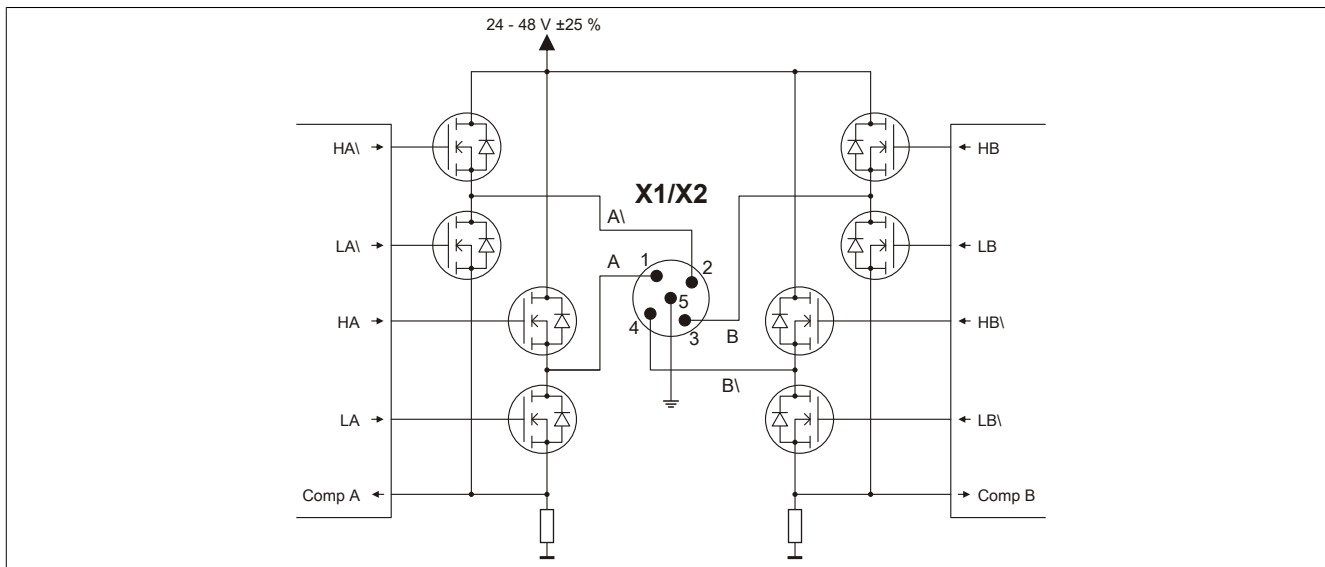 24 - 48 V ±25 %
HA\
HB
X1/X2
A\
LA\
LB
A
1
2
5
HA
4
3
B
HB\
B\
LA
LB\
Comp A
Comp B